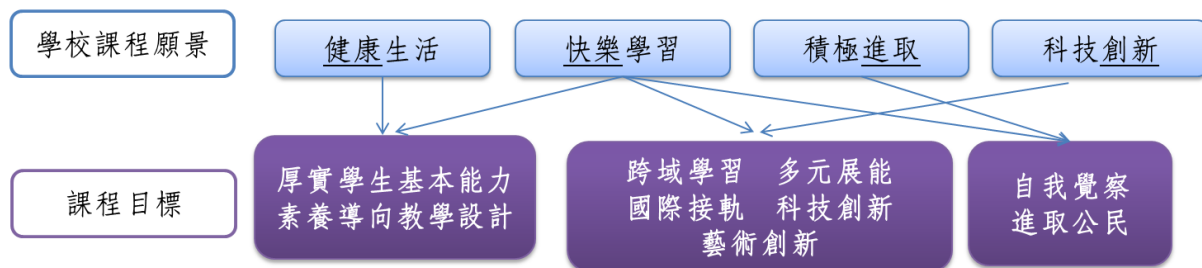 學校課程願景
健康生活
快樂學習
積極進取
科技創新
課程目標
厚實學生基本能力
素養導向教學設計
跨域學習 多元展能
國際接軌 科技創新
藝術創新
自我覺察
進取公民